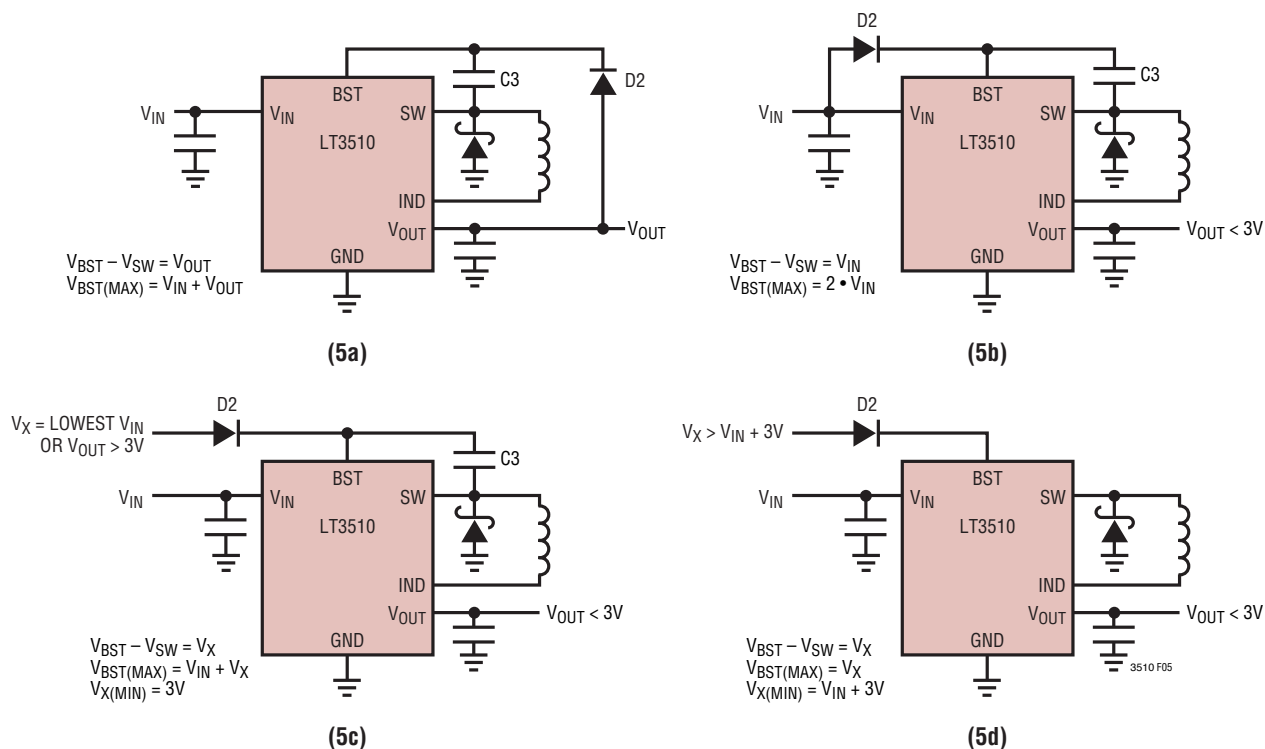 BST
SW
C3
D2
V_IN
V_IN
LT3510
IND
V_OUT
V_OUT
GND
V_BST – V_SW = V_OUT
V_BST(MAX) = V_IN + V_OUT
(5a)
D2
BST
SW
C3
V_IN
V_IN
LT3510
IND
V_OUT
V_OUT < 3V
GND
V_BST – V_SW = V_IN
V_BST(MAX) = 2 • V_IN
(5b)
D2
V_X = LOWEST V_IN
OR V_OUT > 3V
BST
SW
C3
V_IN
V_IN
LT3510
IND
V_OUT
V_OUT < 3V
GND
V_BST – V_SW = V_X
V_BST(MAX) = V_IN + V_X
V_X(MIN) = 3V
(5c)
D2
V_X > V_IN + 3V
BST
SW
V_IN
V_IN
LT3510
IND
V_OUT
V_OUT < 3V
GND
V_BST – V_SW = V_X
V_BST(MAX) = V_X
V_X(MIN) = V_IN + 3V
3510 F05
(5d)